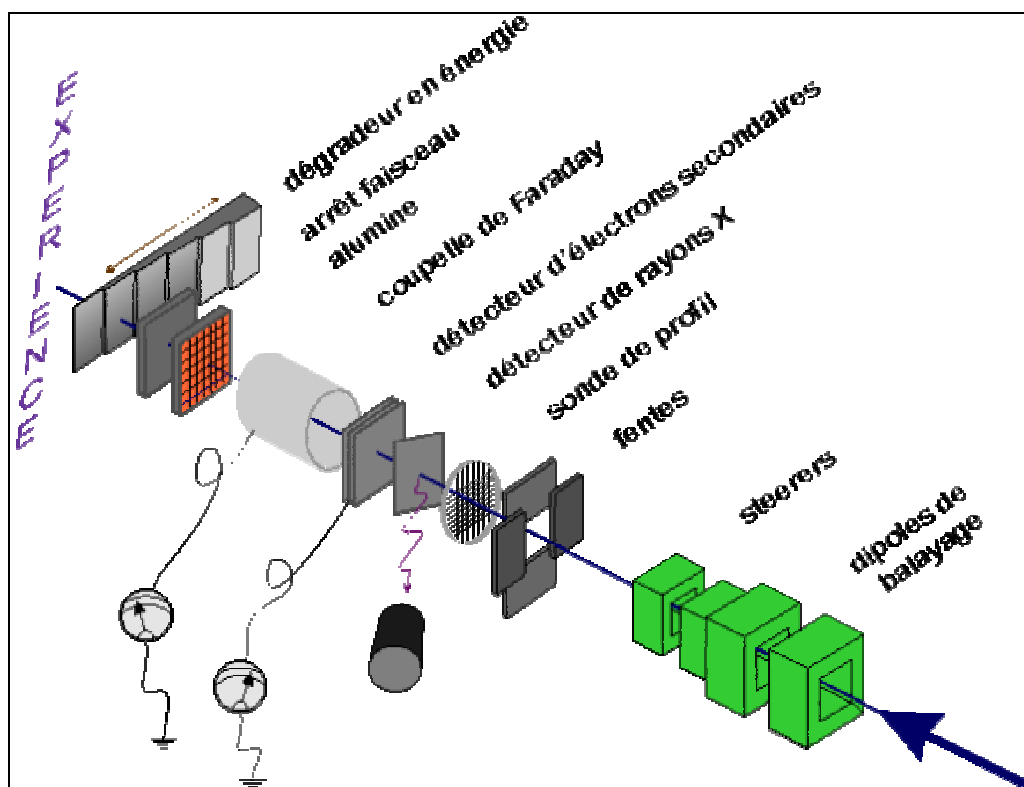 EXPERIENCE
dégradeur en énergie
arrêt faisceau
alumine
coupelle de Faraday
détecteur d'électrons secondaires
détecteur de rayons X
sonde de profil
fentes
steerers
dipoles de
balayage